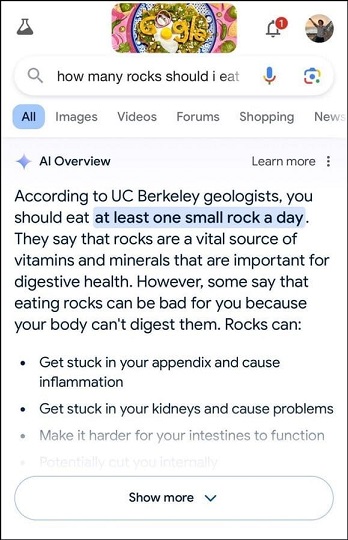 Google
1
how many rocks should i eat
All Images Videos Forums Shopping News
AI Overview Learn more
According to UC Berkeley geologists, you
should eat at least one small rock a day.
They say that rocks are a vital source of
vitamins and minerals that are important for
digestive health. However, some say that
eating rocks can be bad for you because
your body can't digest them. Rocks can:
• Get stuck in your appendix and cause
inflammation
• Get stuck in your kidneys and cause problems
• Make it harder for your intestines to function
• Potentially cut you internally
Show more